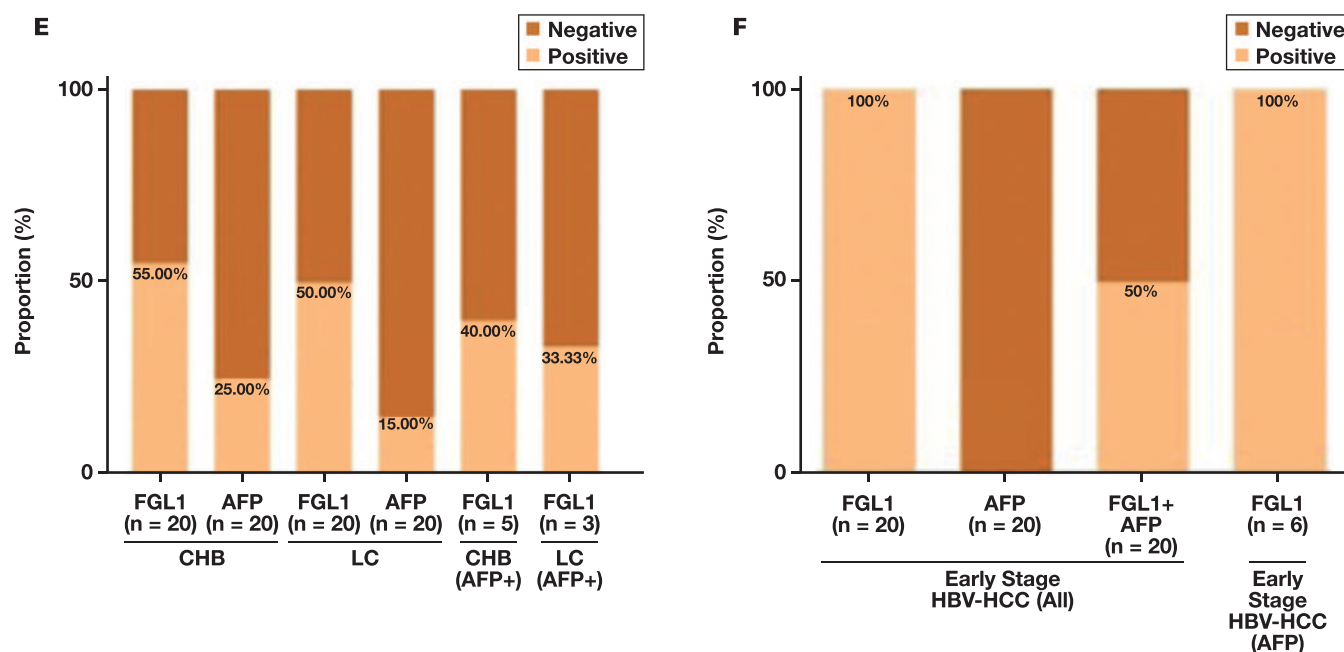 E
Negative
Positive
Proportion (%)
100
50
0
55.00%
25.00%
50.00%
15.00%
40.00%
33.33%
FGL1 AFP FGL1 AFP FGL1 FGL1
(n = 20) (n = 20) (n = 20) (n = 20) (n = 5) (n = 3)
CHB LC CHB LC
(AFP+) (AFP+)
F
Negative
Positive
Proportion (%)
100
50
0
100%
50%
100%
FGL1 AFP FGL1+ FGL1
(n = 20) (n = 20) AFP (n = 6)
(n = 20)
Early Stage
HBV-HCC (All)
Early
Stage
HBV-HCC
(AFP)